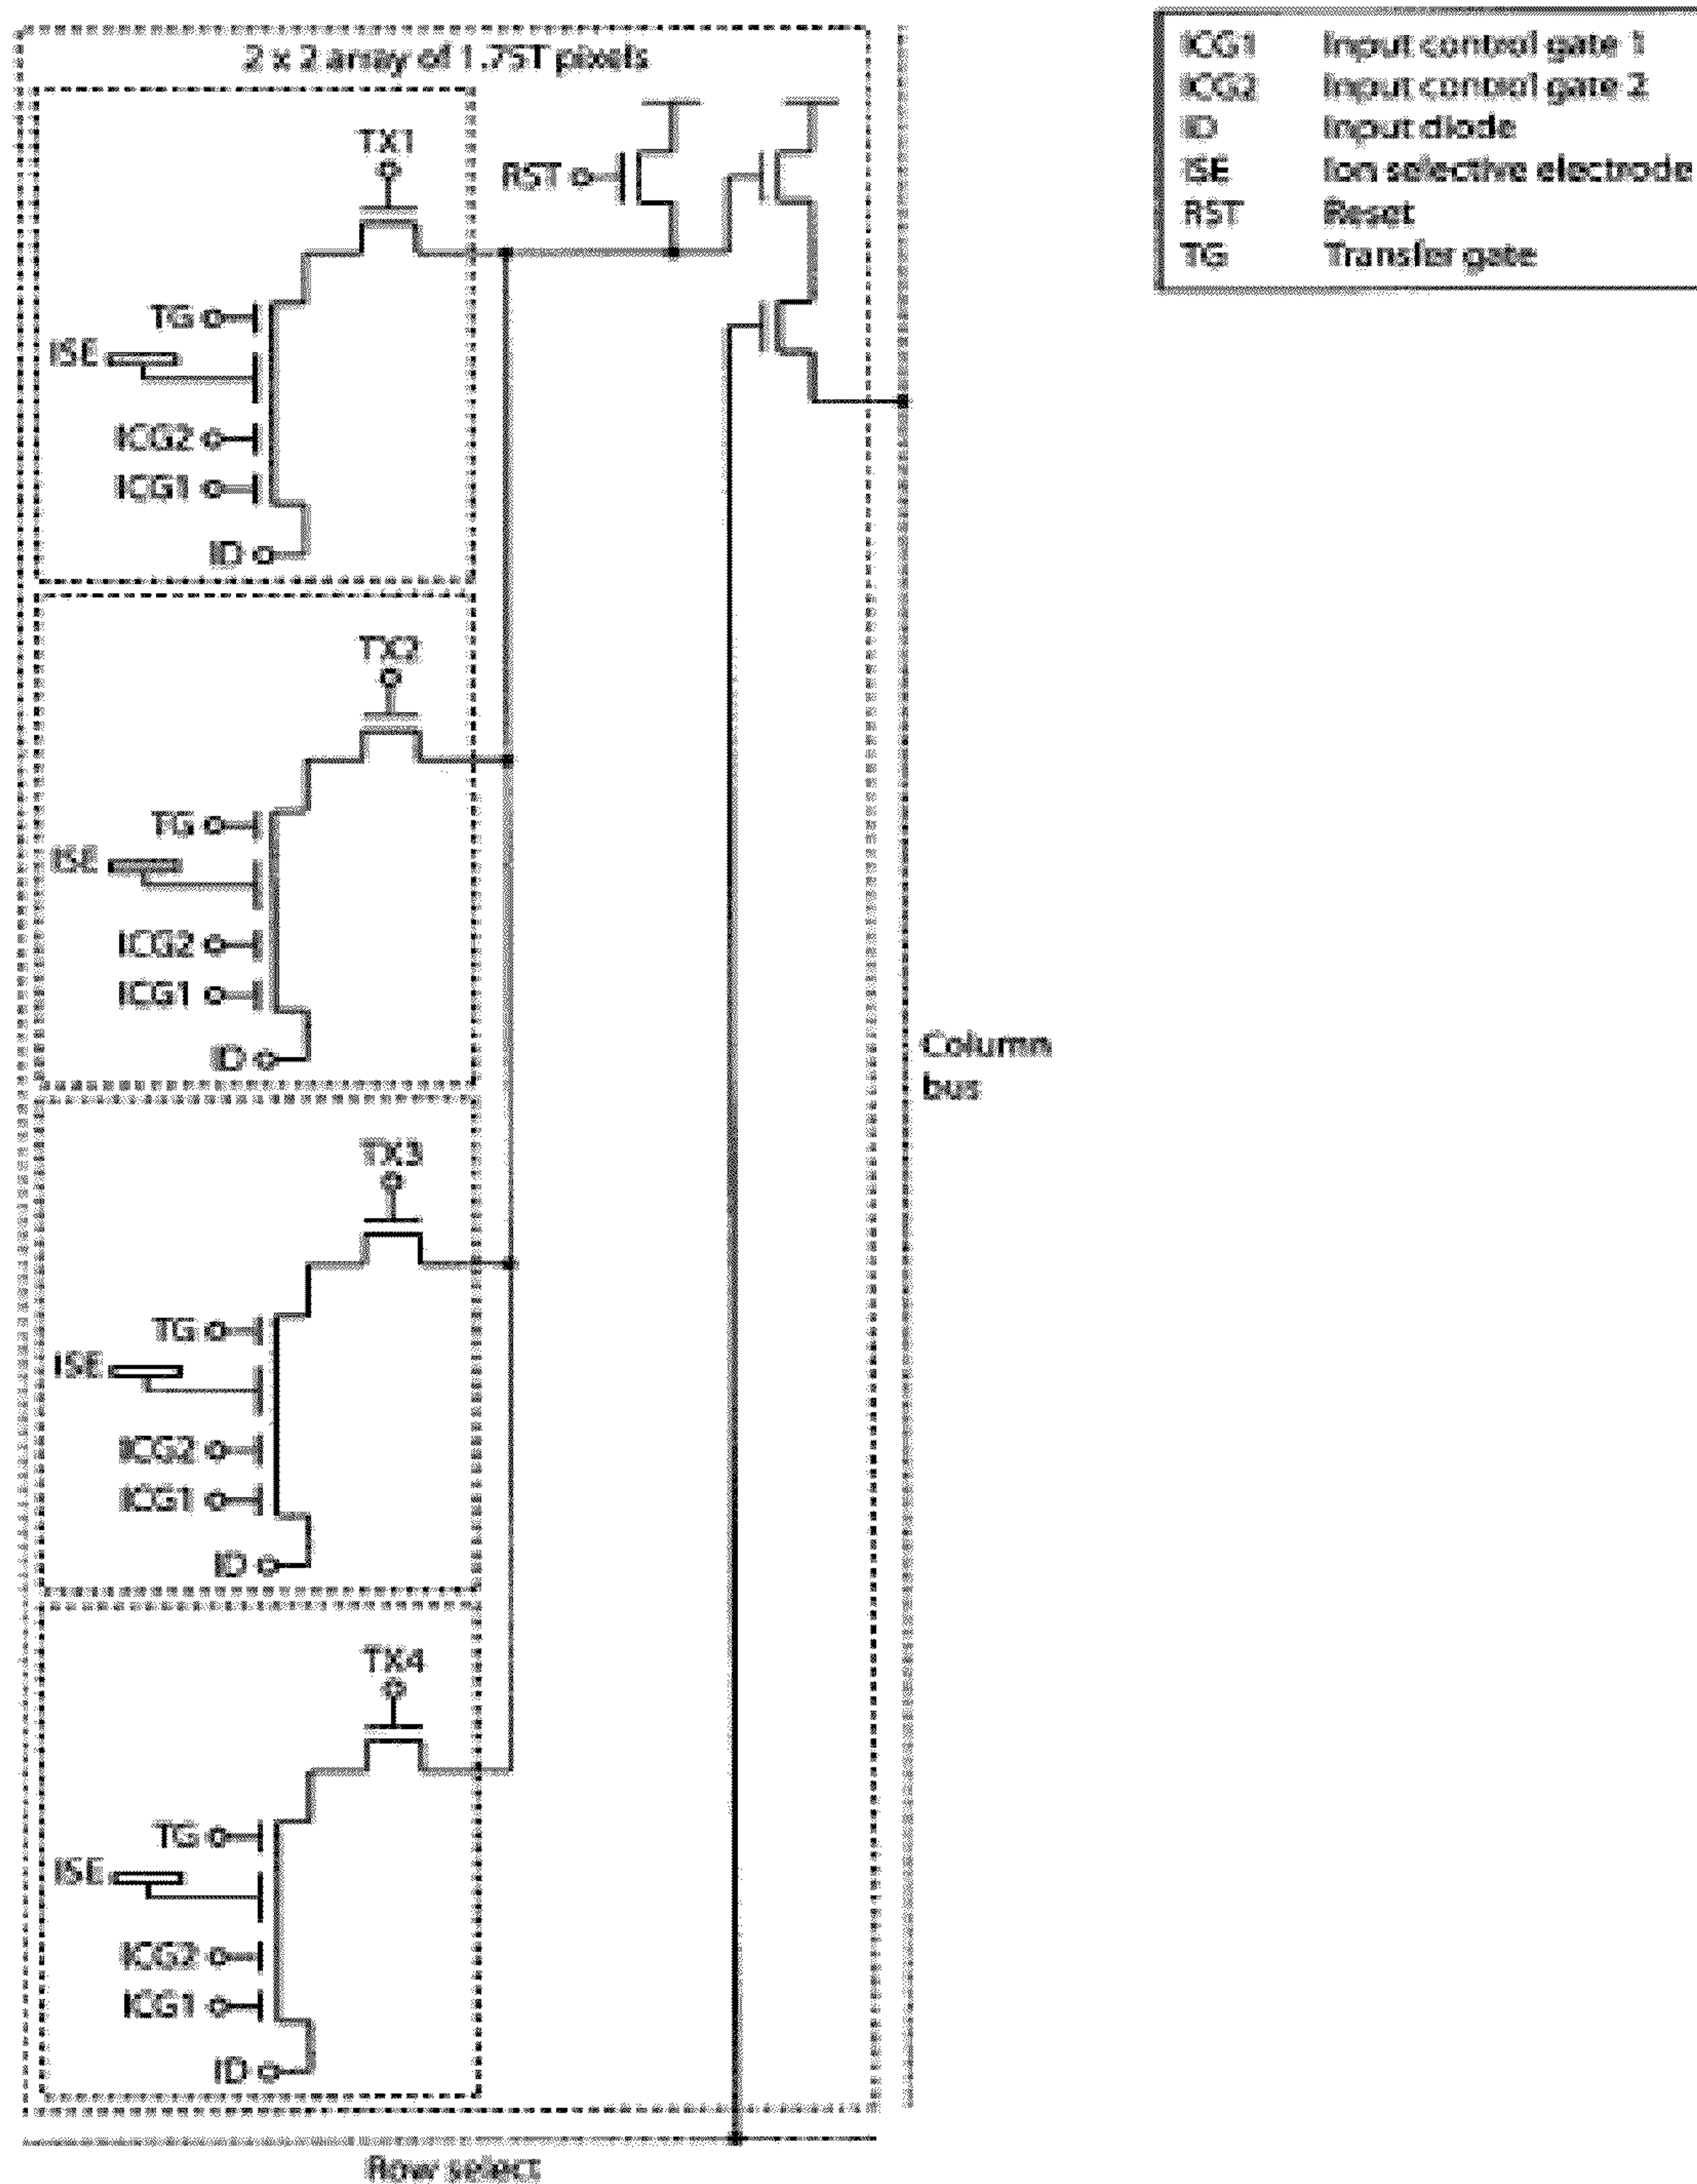 2 x 2 array of 1.75T pixels
TX1
RST
TG
ISE
ICG2
ICG1
ID
TX2
TG
ISE
ICG2
ICG1
ID
TX3
TG
ISE
ICG2
ICG1
ID
TX4
TG
ISE
ICG2
ICG1
ID
Column
bus
Row select
ICG1 Input control gate 1
ICG2 Input control gate 2
ID Input diode
ISE Ion selective electrode
RST Reset
TG Transfer gate